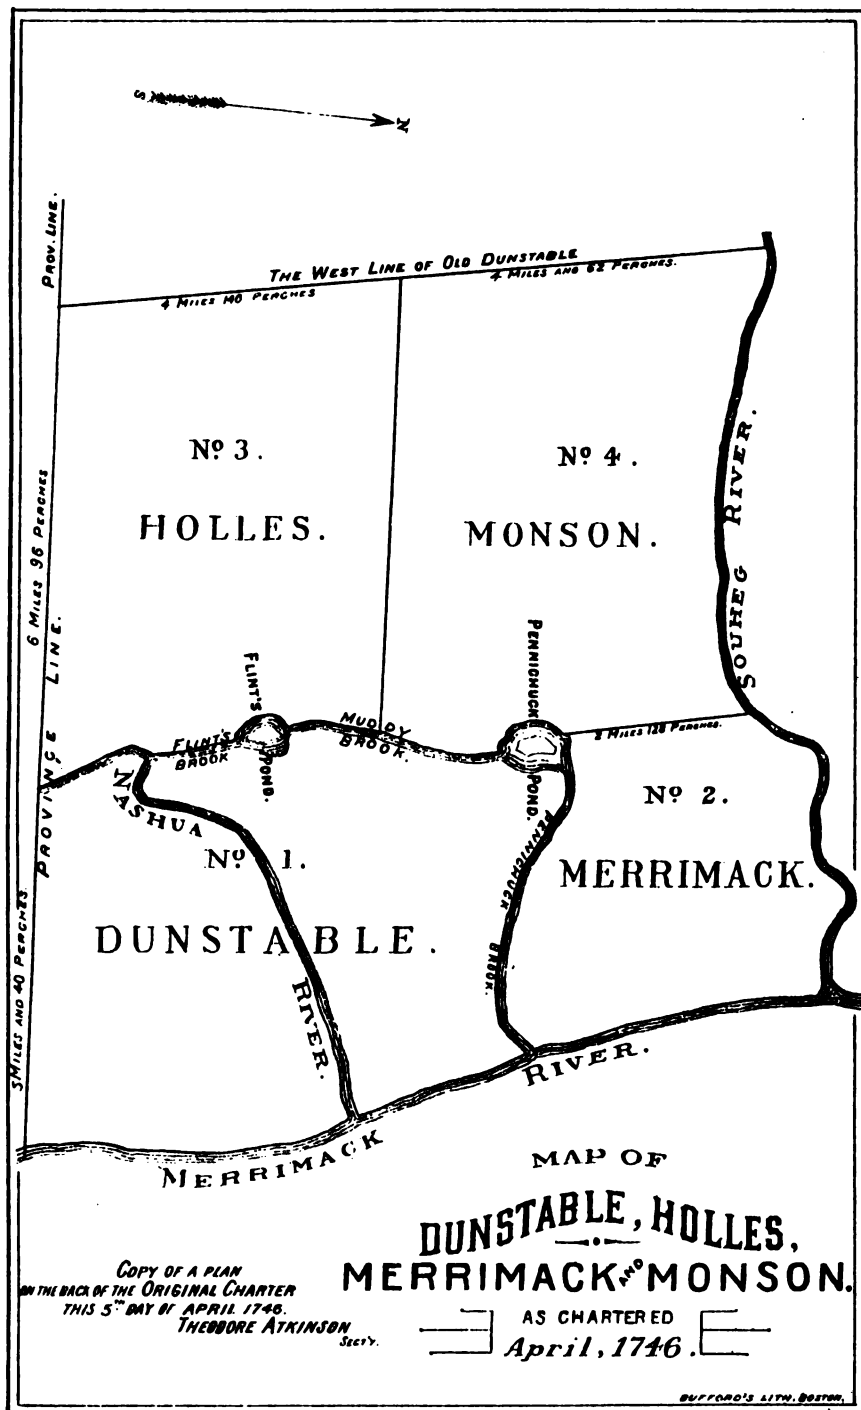 S
N
PROV. LINE.
THE WEST LINE OF OLD DUNSTABLE
4 MILES 140 PERCHES
4 MILES AND 62 PERCHES.
Nº 3.
HOLLES.
Nº 4.
MONSON.
SOUHEG RIVER.
6 MILES 96 PERCHES
PROVINCE LINE.
FLINT'S POND.
FLINT'S BROOK
MUDDY BROOK.
PENNICHUCK POND.
2 MILES 128 PERCHES.
Nº 2.
MERRIMACK.
PENNICHUCK BROOK.
NASHUA RIVER.
Nº 1.
DUNSTABLE.
5 MILES AND 40 PERCHES
MERRIMACK RIVER.
MAP OF
DUNSTABLE, HOLLES,
MERRIMACK AND MONSON.
AS CHARTERED
April, 1746.
COPY OF A PLAN
ON THE BACK OF THE ORIGINAL CHARTER
THIS 5TH DAY OF APRIL 1746.
THEODORE ATKINSON
SECT'Y.
BUFFORD'S LITH. BOSTON.